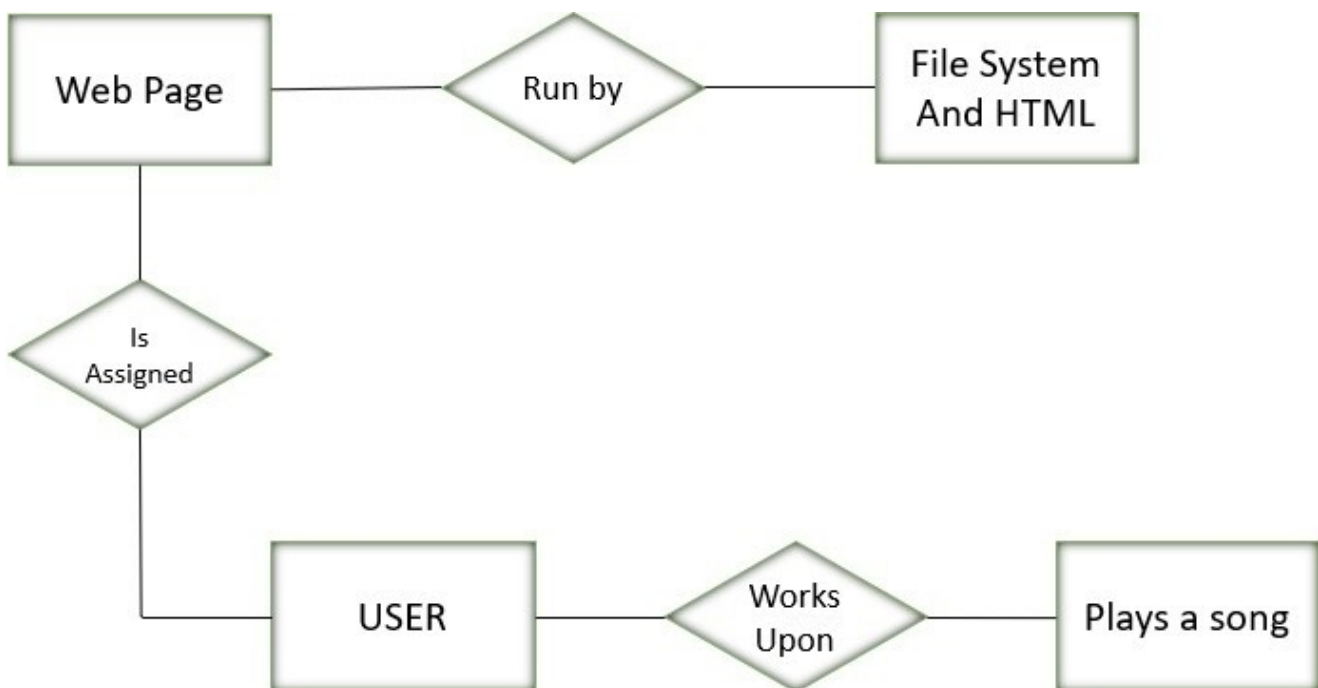 Web Page
Run by
File System
And HTML
Is
Assigned
USER
Works
Upon
Plays a song